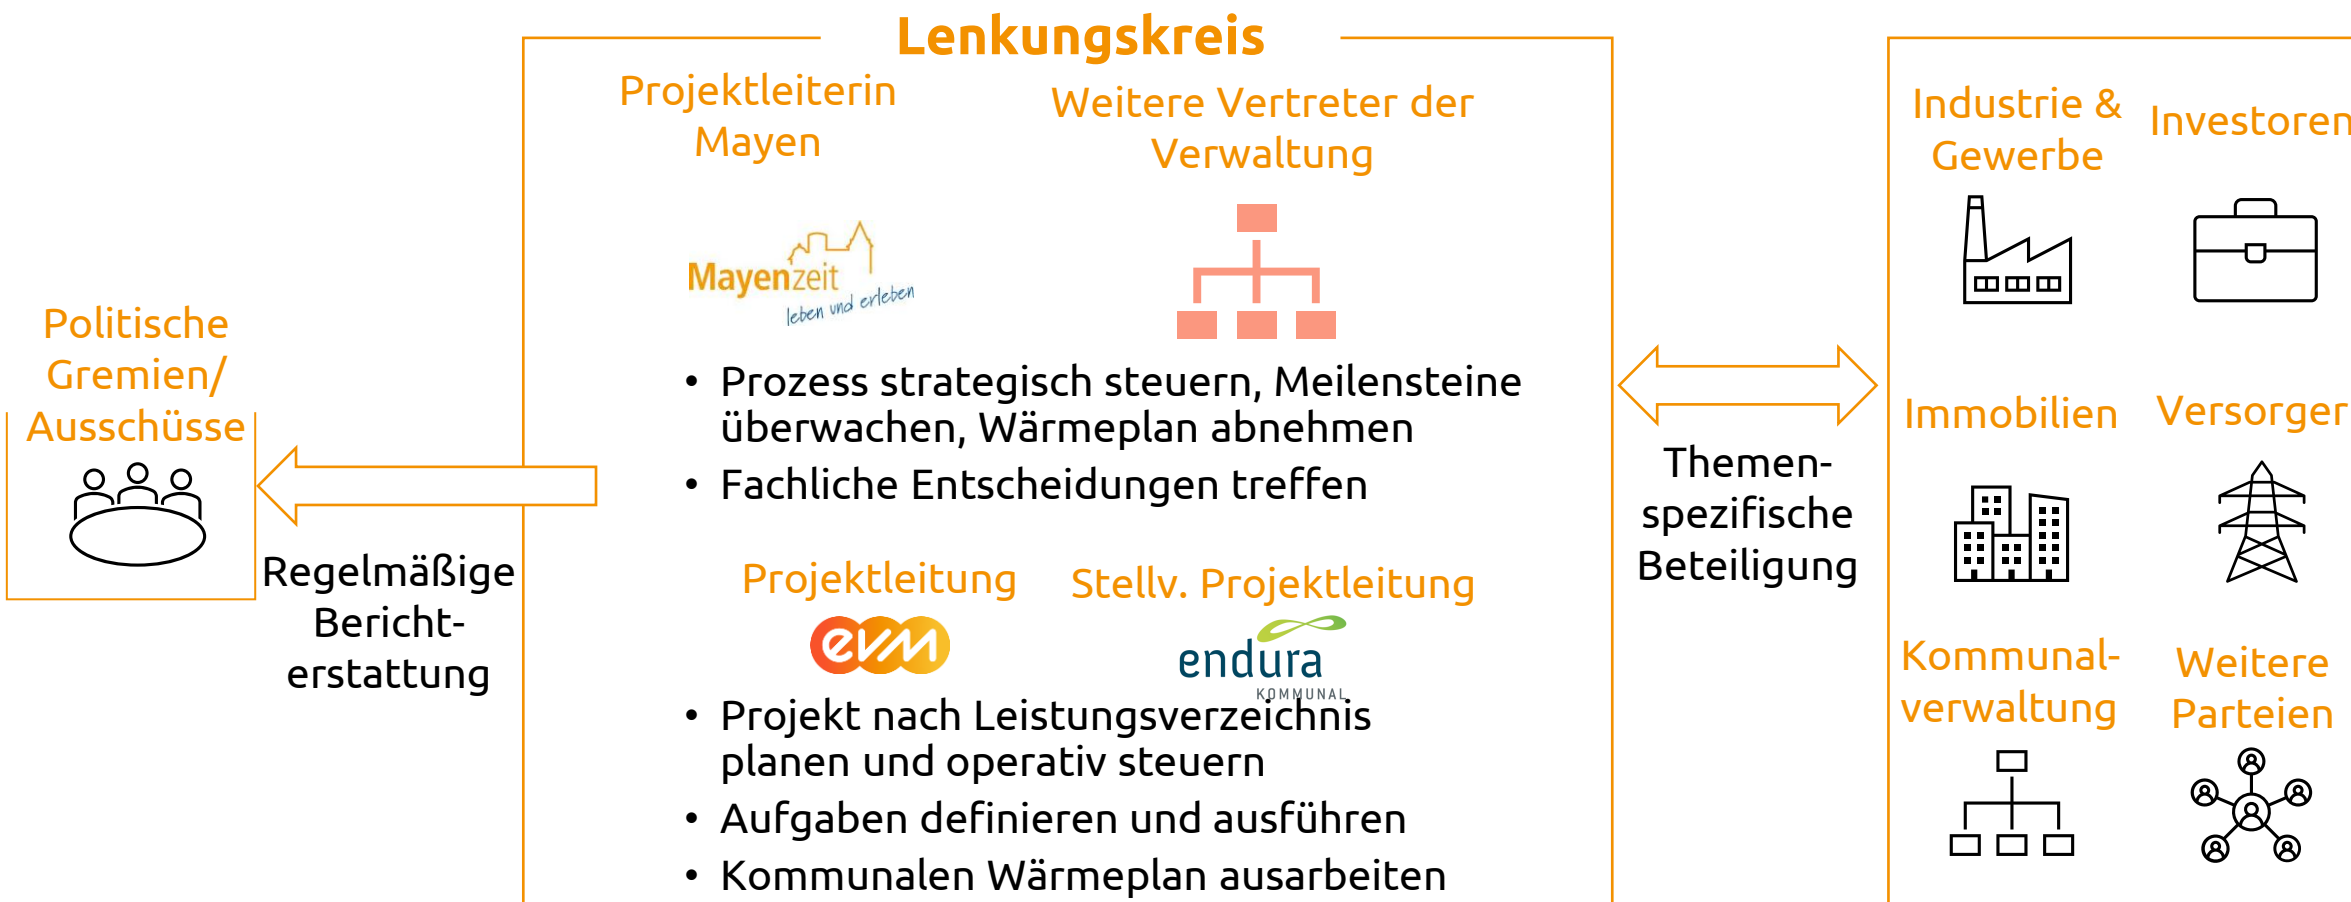 Lenkungskreis
Projektleiterin
Mayen
Weitere Vertreter der
Verwaltung
Mayenzeit
leben und erleben
• Prozess strategisch steuern, Meilensteine
überwachen, Wärmeplan abnehmen
• Fachliche Entscheidungen treffen
Projektleitung
Stellv. Projektleitung
evm
endura
KOMMUNAL
• Projekt nach Leistungsverzeichnis
planen und operativ steuern
• Aufgaben definieren und ausführen
• Kommunalen Wärmeplan ausarbeiten
Politische
Gremien/
Ausschüsse
Regelmäßige
Bericht-
erstattung
Themen-
spezifische
Beteiligung
Industrie &
Gewerbe
Investoren
Immobilien
Versorger
Kommunal-
verwaltung
Weitere
Parteien